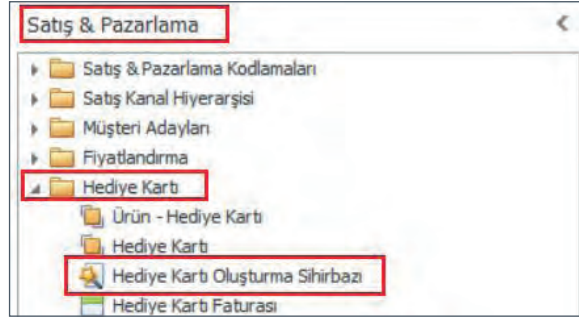 Satış & Pazarlama
Satış & Pazarlama Kodlamaları
Satış Kanal Hiyerarşisi
Müşteri Adayları
Fiyatlandırma
Hediye Kartı
Ürün - Hediye Kartı
Hediye Kartı
Hediye Kartı Oluşturma Sihirbazı
Hediye Kartı Faturası